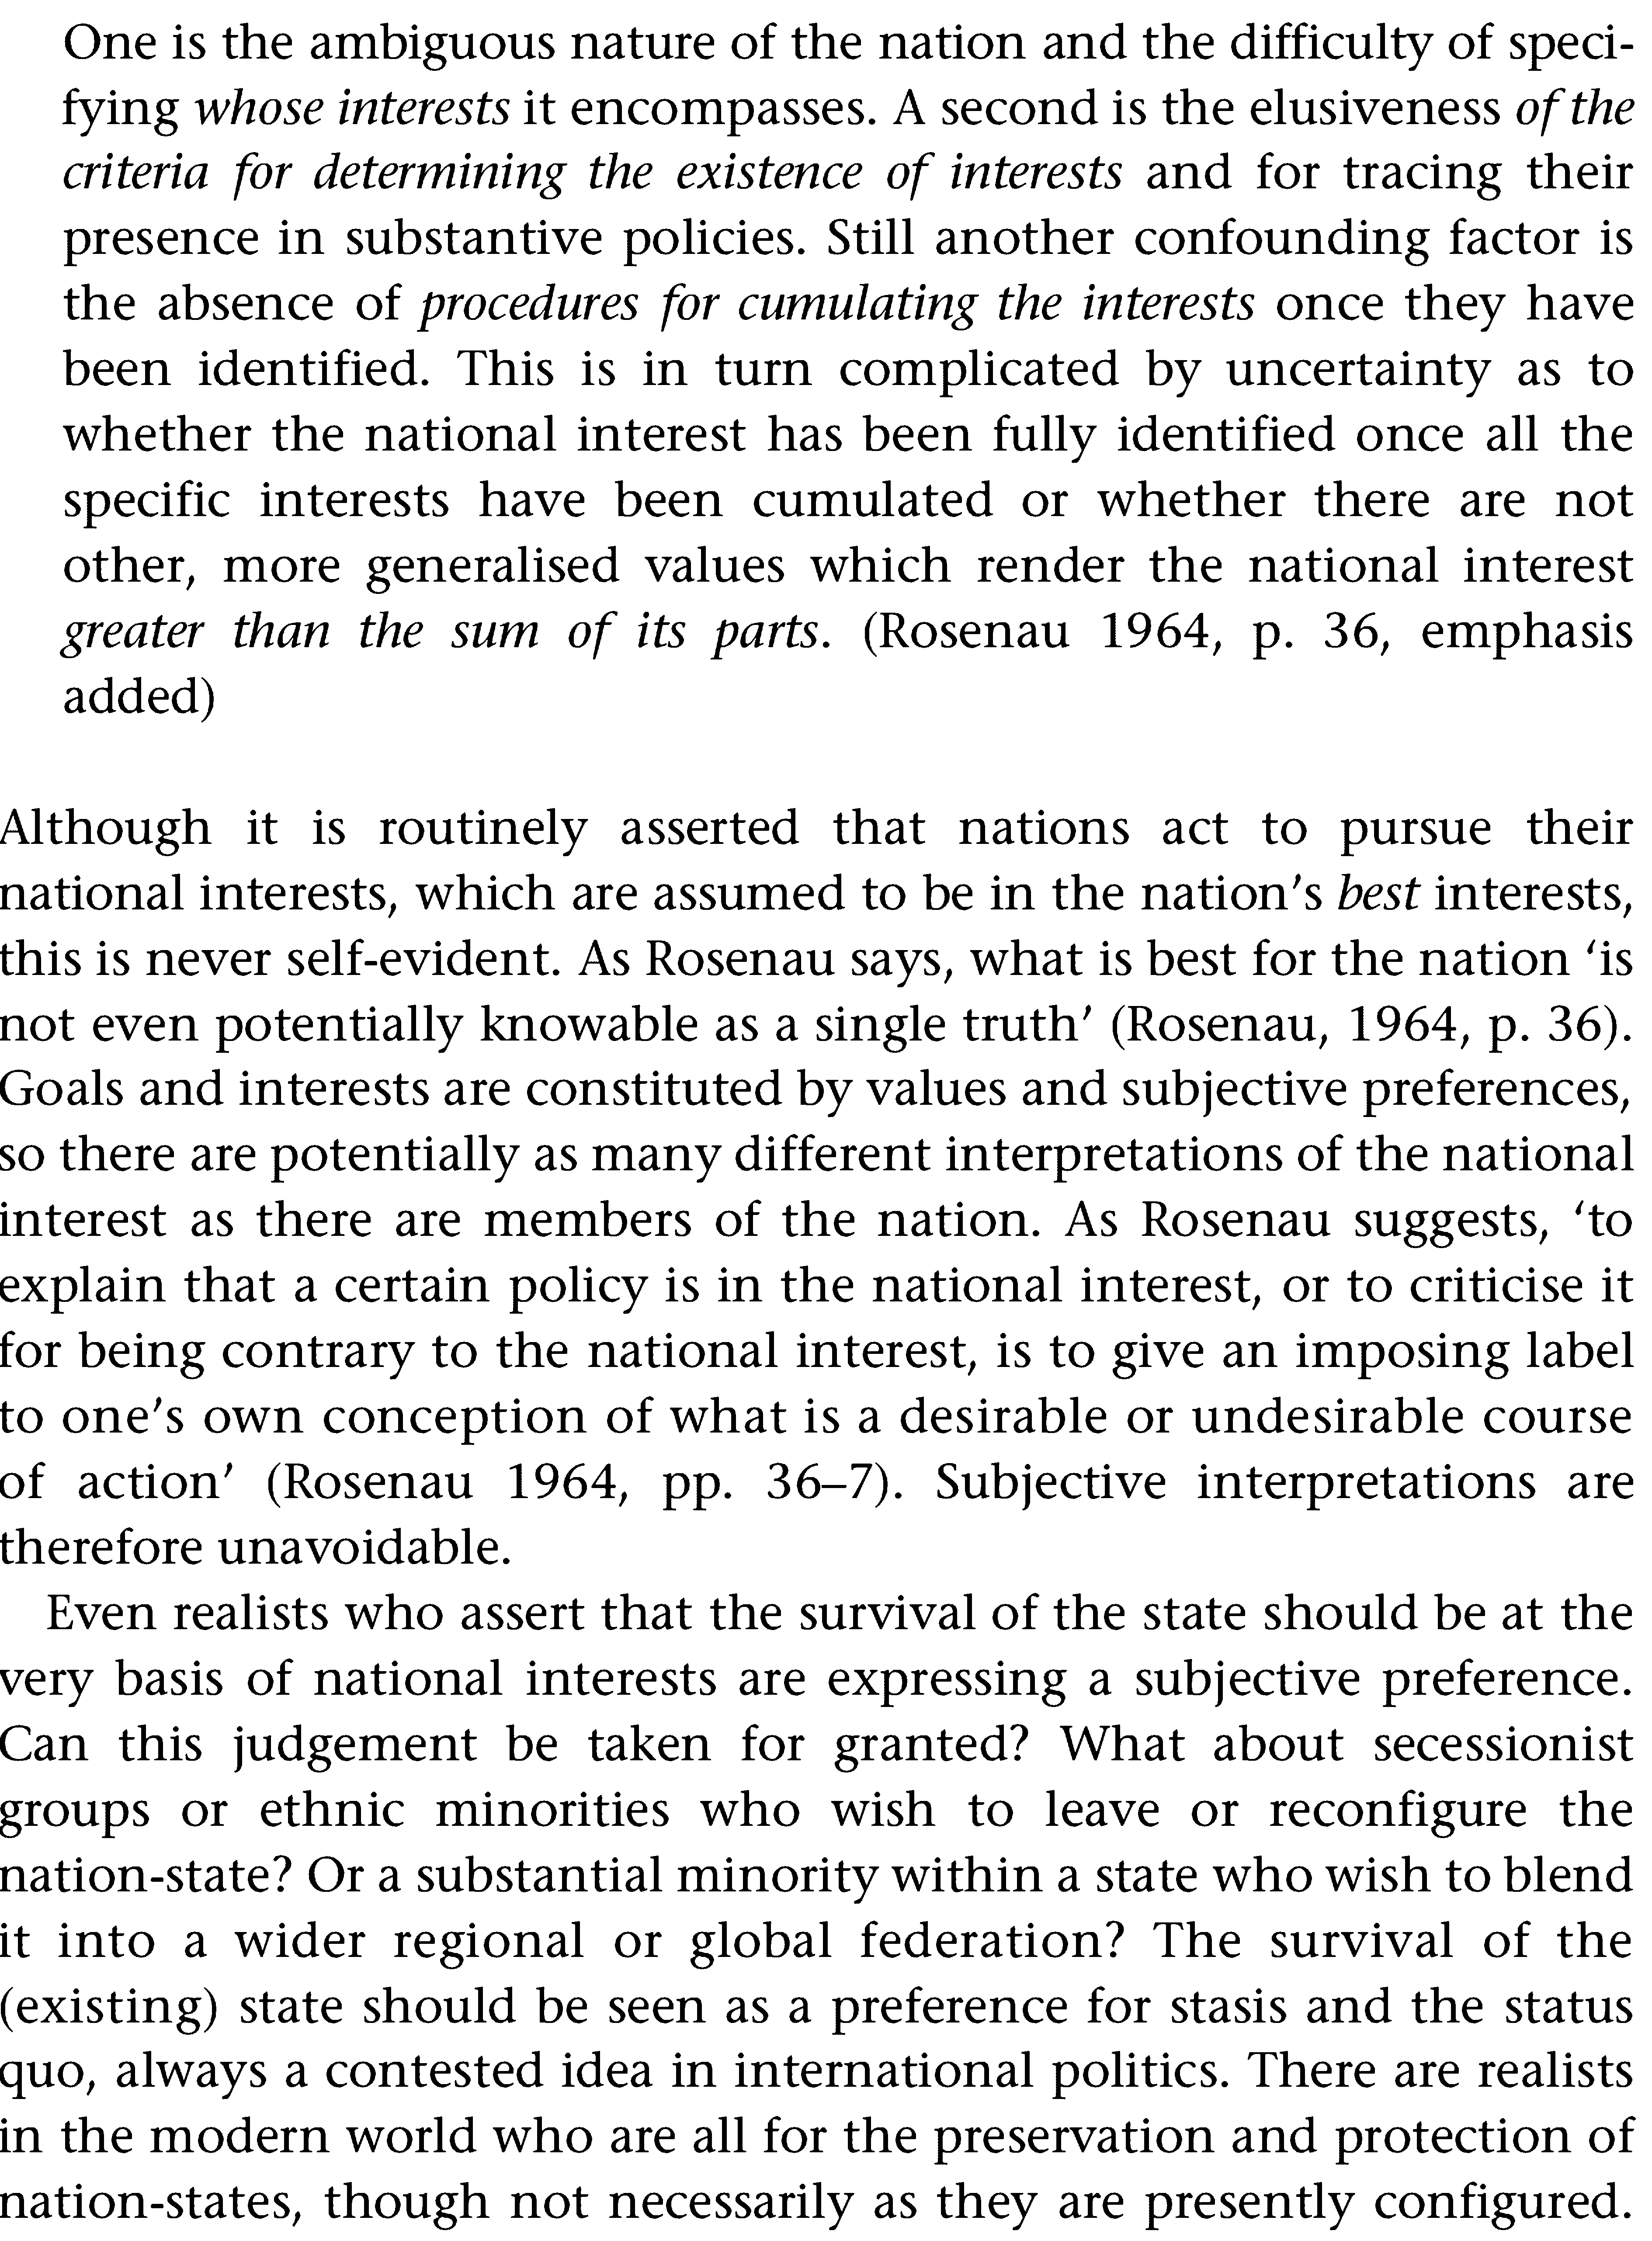 One is the ambiguous nature of the nation and the difficulty of speci-
fying whose interests it encompasses. A second is the elusiveness of the
criteria for determining the existence of interests and for tracing their
presence in substantive policies. Still another confounding factor is
the absence of procedures for cumulating the interests once they have
been identified. This is in turn complicated by uncertainty as to
whether the national interest has been fully identified once all the
specific interests have been cumulated or whether there are not
other, more generalised values which render the national interest
greater than the sum of its parts. (Rosenau 1964, p. 36, emphasis
added)
Although it is routinely asserted that nations act to pursue their
national interests, which are assumed to be in the nation’s best interests,
this is never self-evident. As Rosenau says, what is best for the nation ‘is
not even potentially knowable as a single truth’ (Rosenau, 1964, p. 36).
Goals and interests are constituted by values and subjective preferences,
so there are potentially as many different interpretations of the national
interest as there are members of the nation. As Rosenau suggests, ‘to
explain that a certain policy is in the national interest, or to criticise it
for being contrary to the national interest, is to give an imposing label
to one’s own conception of what is a desirable or undesirable course
of action’ (Rosenau 1964, pp. 36–7). Subjective interpretations are
therefore unavoidable.
Even realists who assert that the survival of the state should be at the
very basis of national interests are expressing a subjective preference.
Can this judgement be taken for granted? What about secessionist
groups or ethnic minorities who wish to leave or reconfigure the
nation-state? Or a substantial minority within a state who wish to blend
it into a wider regional or global federation? The survival of the
(existing) state should be seen as a preference for stasis and the status
quo, always a contested idea in international politics. There are realists
in the modern world who are all for the preservation and protection of
nation-states, though not necessarily as they are presently configured.